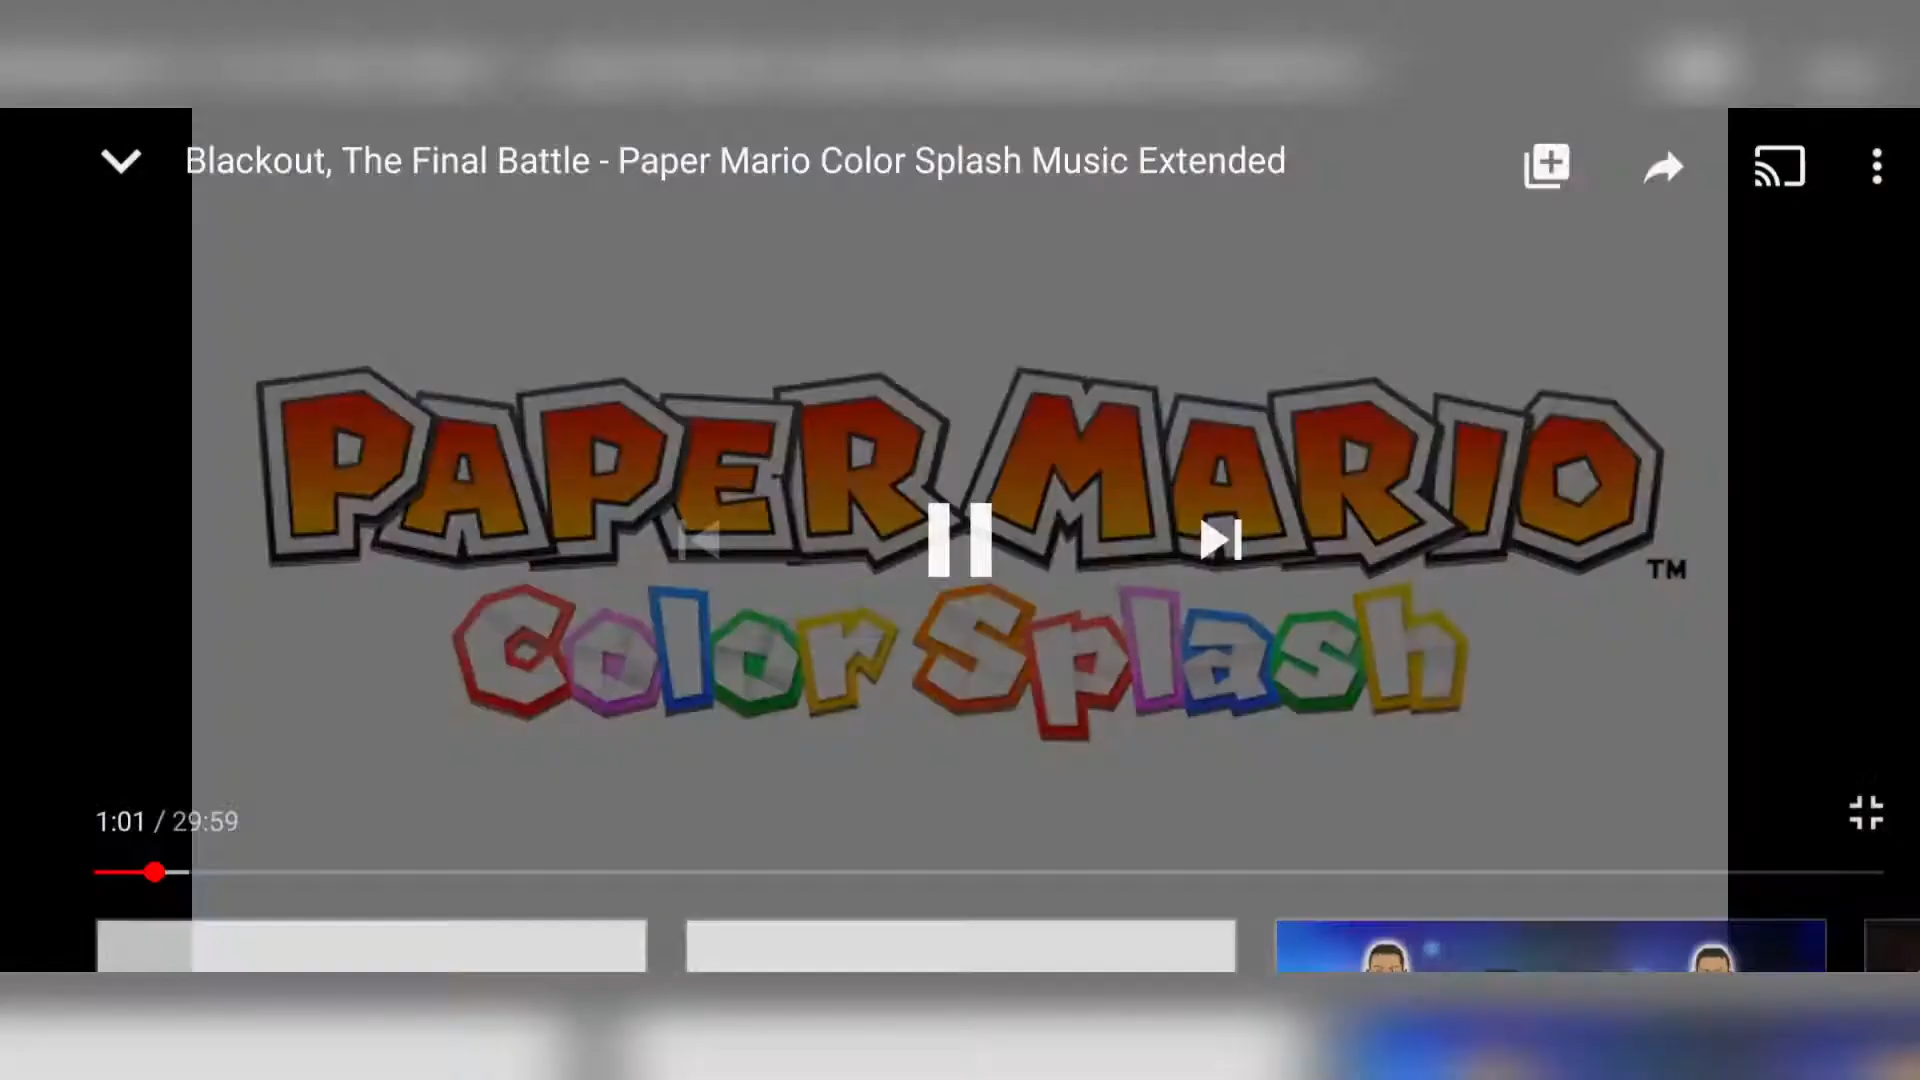 Blackout, The Final Battle - Paper Mario Color Splash Music Extended
PAPER MARIO
TM
Color Splash
1:01 / 29:59